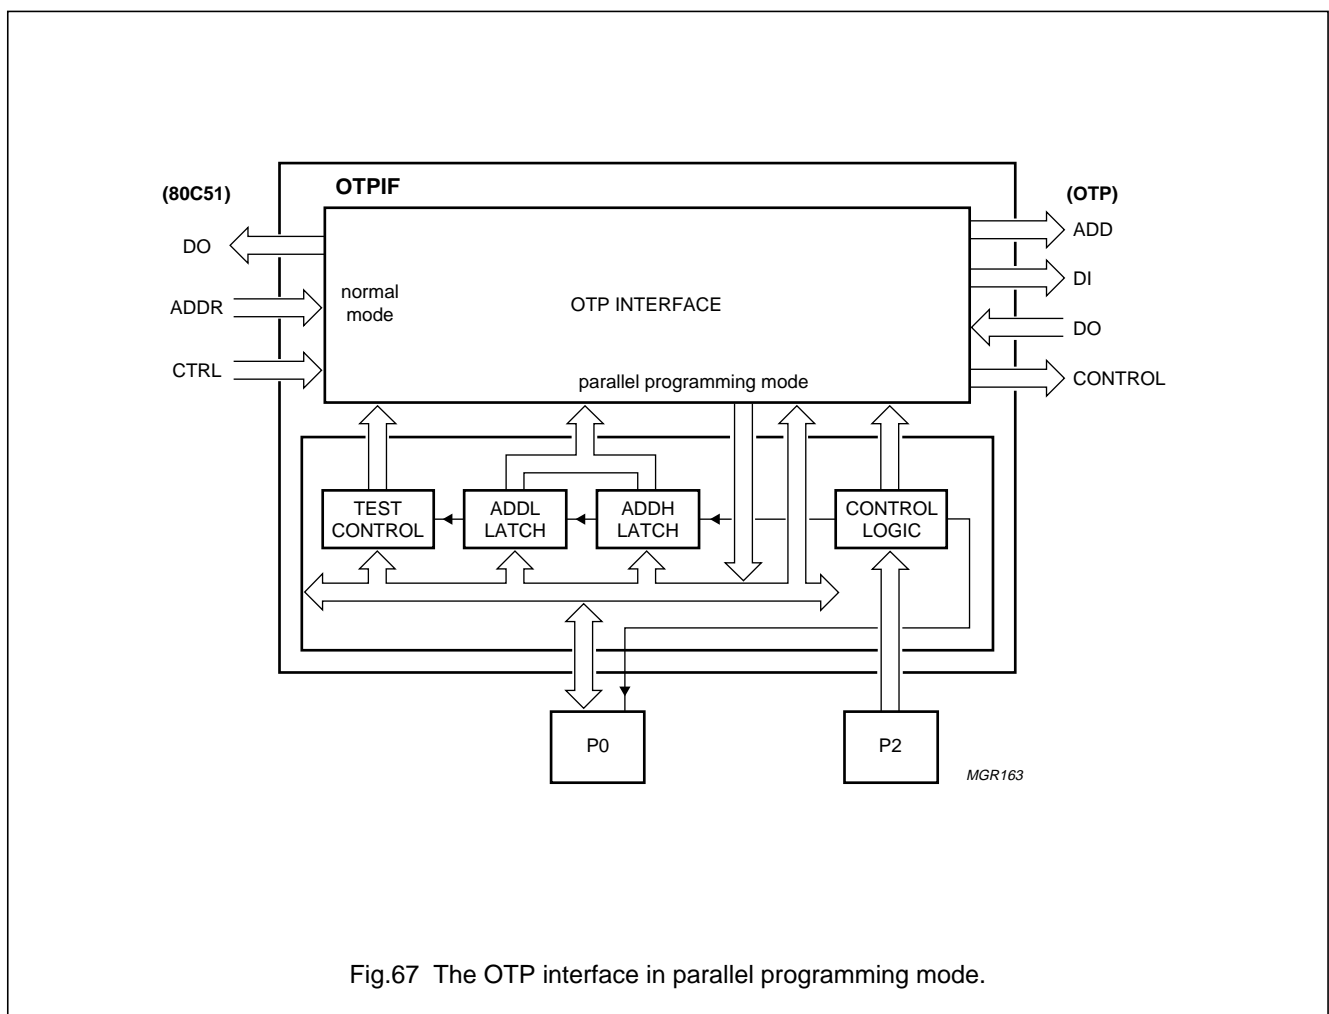 OTPIF
(80C51)
(OTP)
DO
ADDR
CTRL
normal
mode
OTP INTERFACE
parallel programming mode
ADD
DI
DO
CONTROL
TEST
CONTROL
ADDL
LATCH
ADDH
LATCH
CONTROL
LOGIC
P0
P2
MGR163
Fig.67 The OTP interface in parallel programming mode.